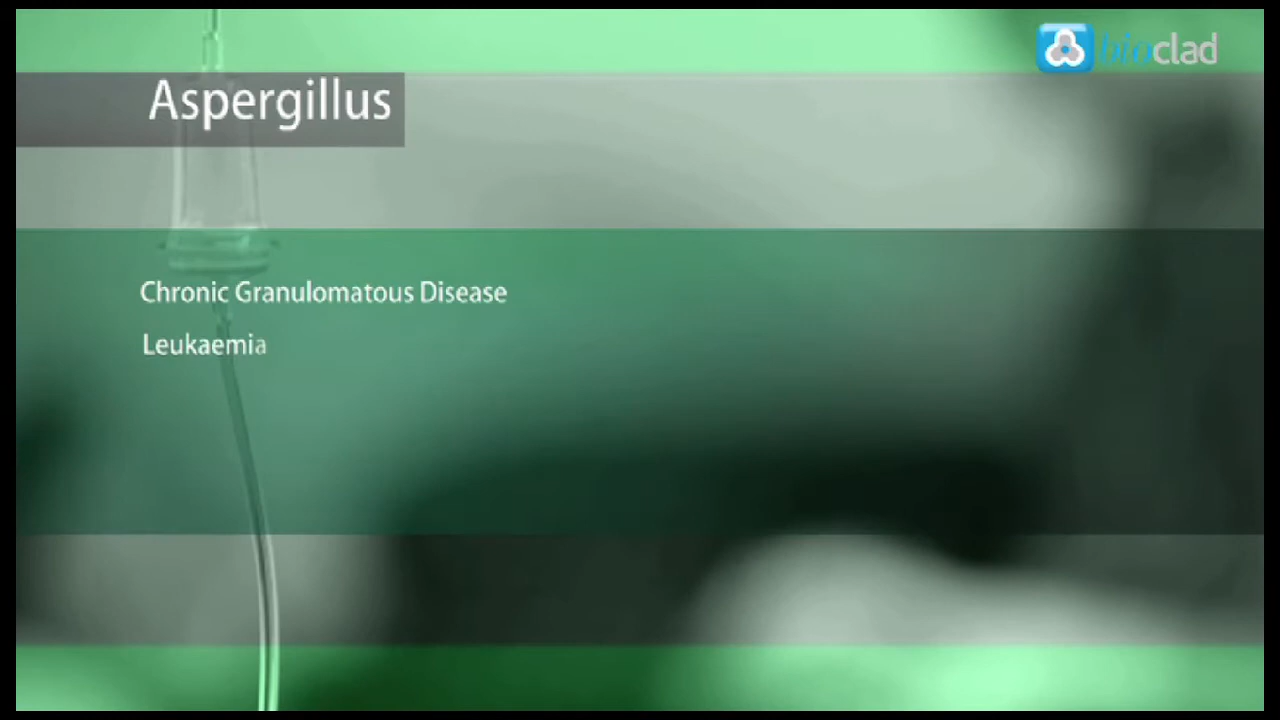 bioclad
Aspergillus
Chronic Granulomatous Disease
Leukaemia